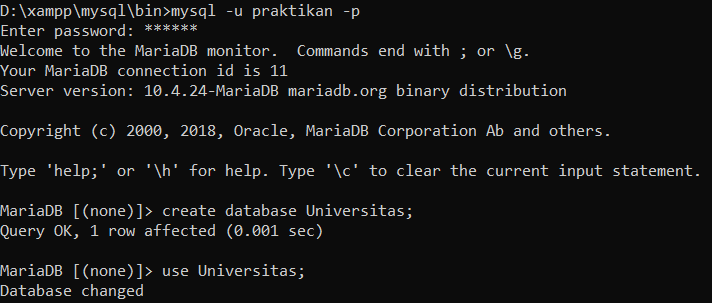 D:\xampp\mysql\bin>mysql -u praktikan -p
Enter password: ******
Welcome to the MariaDB monitor.  Commands end with ; or \g.
Your MariaDB connection id is 11
Server version: 10.4.24-MariaDB mariadb.org binary distribution

Copyright (c) 2000, 2018, Oracle, MariaDB Corporation Ab and others.

Type 'help;' or '\h' for help. Type '\c' to clear the current input statement.

MariaDB [(none)]> create database Universitas;
Query OK, 1 row affected (0.001 sec)

MariaDB [(none)]> use Universitas;
Database changed